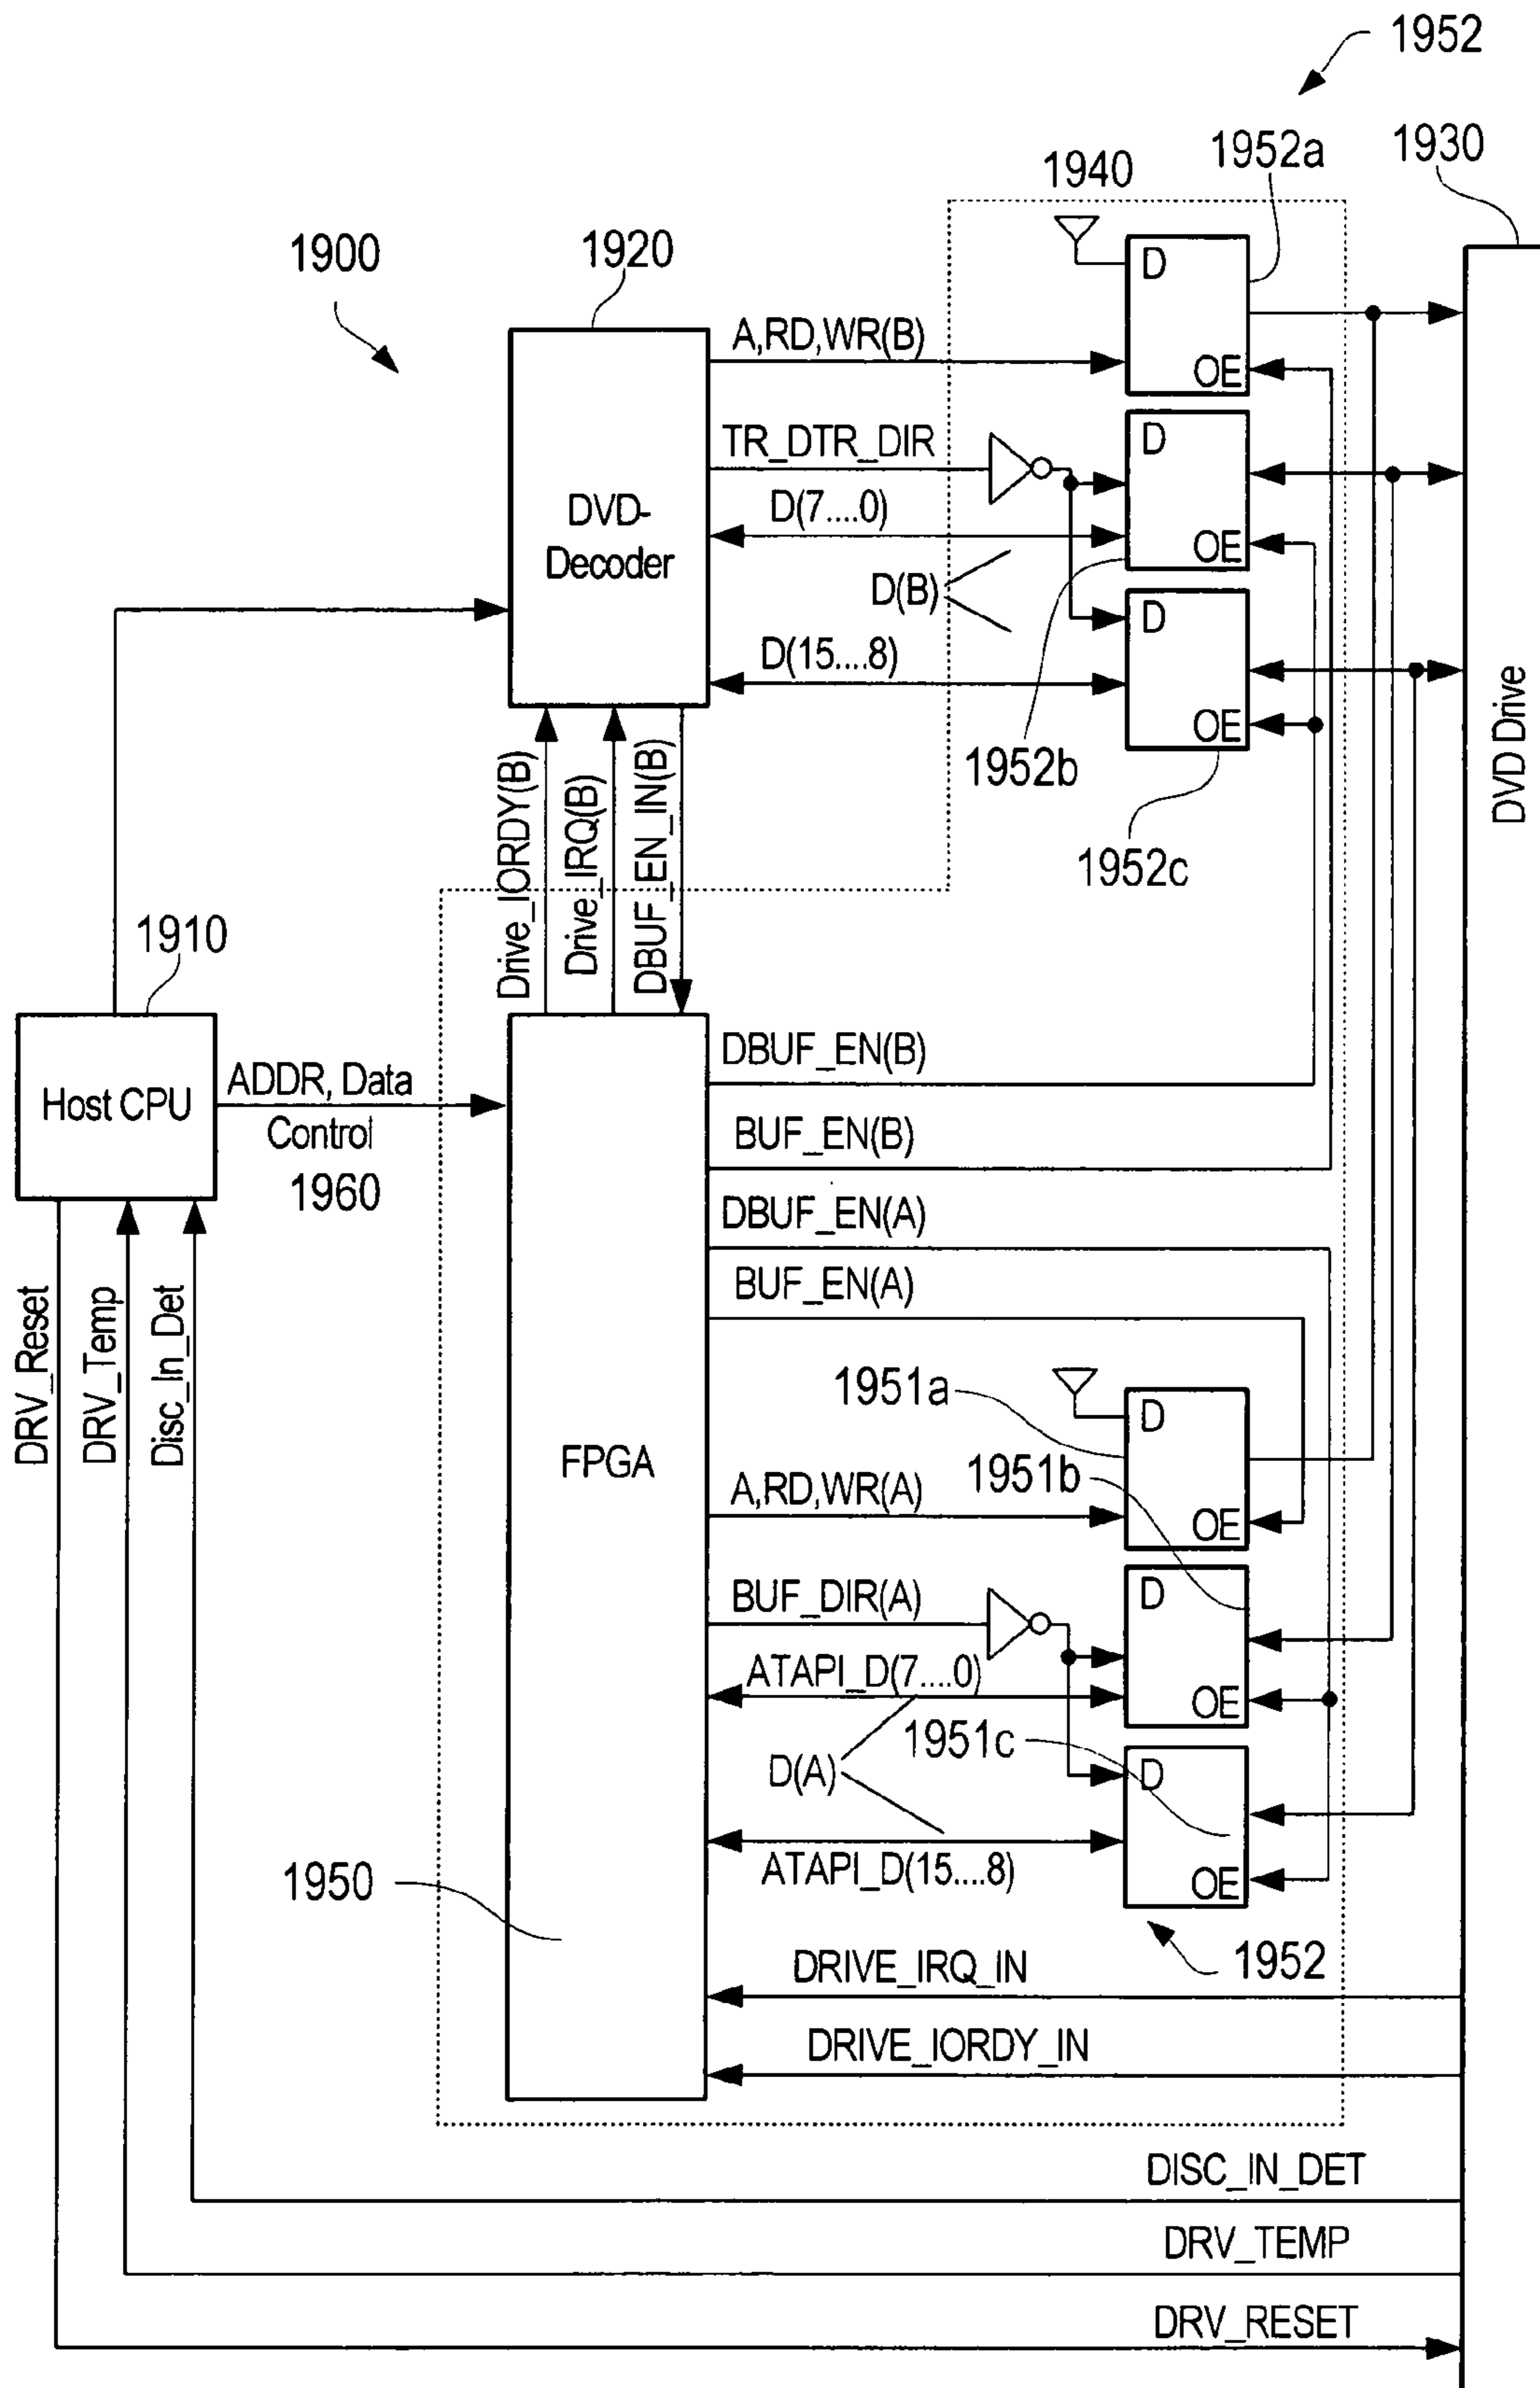 1952
1930
1952a
1940
1900
1920
D
A,RD,WR(B)
OE
TR_DTR_DIR
D
DVD-
Decoder
D(7....0)
OE
D(B)
D
D(15....8)
OE
DVD Drive
1952b
1952c
Drive_IORDY(B)
Drive_IRQ(B)
DBUF_EN_IN(B)
1910
Host CPU
ADDR, Data
Control
1960
DBUF_EN(B)
BUF_EN(B)
DBUF_EN(A)
BUF_EN(A)
DRV_Reset
DRV_Temp
Disc_In_Det
FPGA
1951a
D
1951b
A,RD,WR(A)
OE
BUF_DIR(A)
D
ATAPI_D(7....0)
OE
1951c
D(A)
D
ATAPI_D(15....8)
OE
1950
1952
DRIVE_IRQ_IN
DRIVE_IORDY_IN
DISC_IN_DET
DRV_TEMP
DRV_RESET